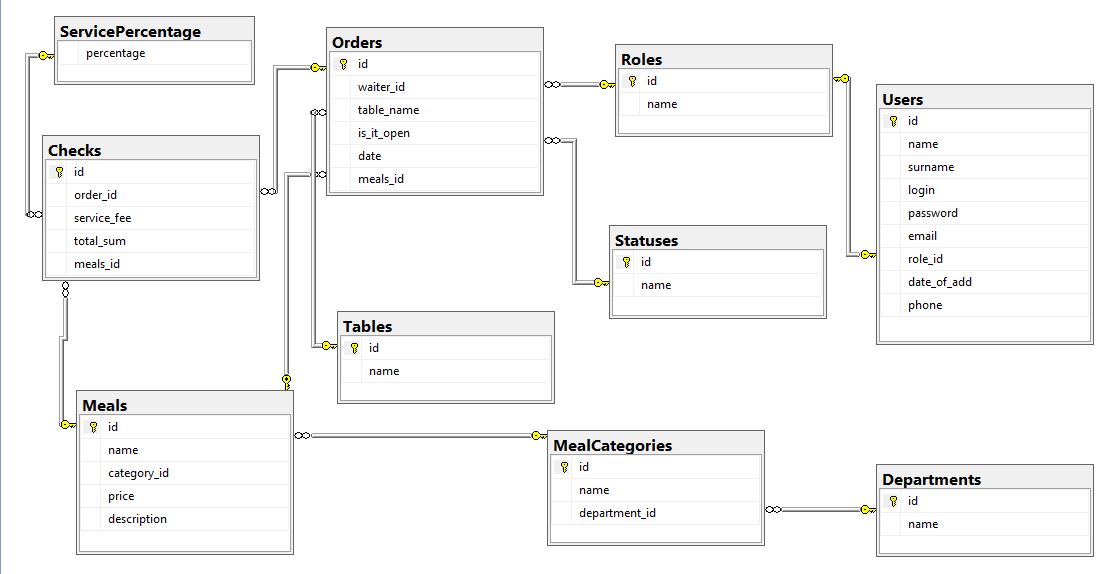 ServicePercentage
percentage
Orders
id
waiter_id
table_name
is_it_open
date
meals_id
Roles
id
name
Users
id
name
surname
login
password
email
role_id
date_of_add
phone
Checks
id
order_id
service_fee
total_sum
meals_id
Statuses
id
name
Tables
id
name
Meals
id
name
category_id
price
description
MealCategories
id
name
department_id
Departments
id
name